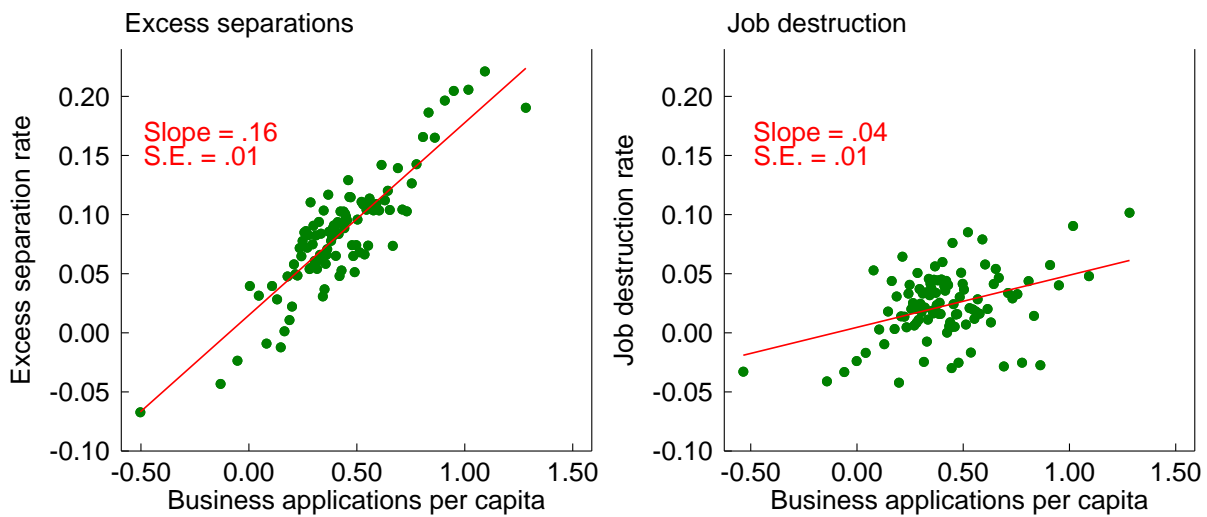 Excess separations
Excess separation rate
0.20
0.15
0.10
0.05
0.00
-0.05
-0.10
Slope = .16
S.E. = .01
-0.50 0.00 0.50 1.00 1.50
Business applications per capita
Job destruction
Job destruction rate
0.20
0.15
0.10
0.05
0.00
-0.05
-0.10
Slope = .04
S.E. = .01
-0.50 0.00 0.50 1.00 1.50
Business applications per capita